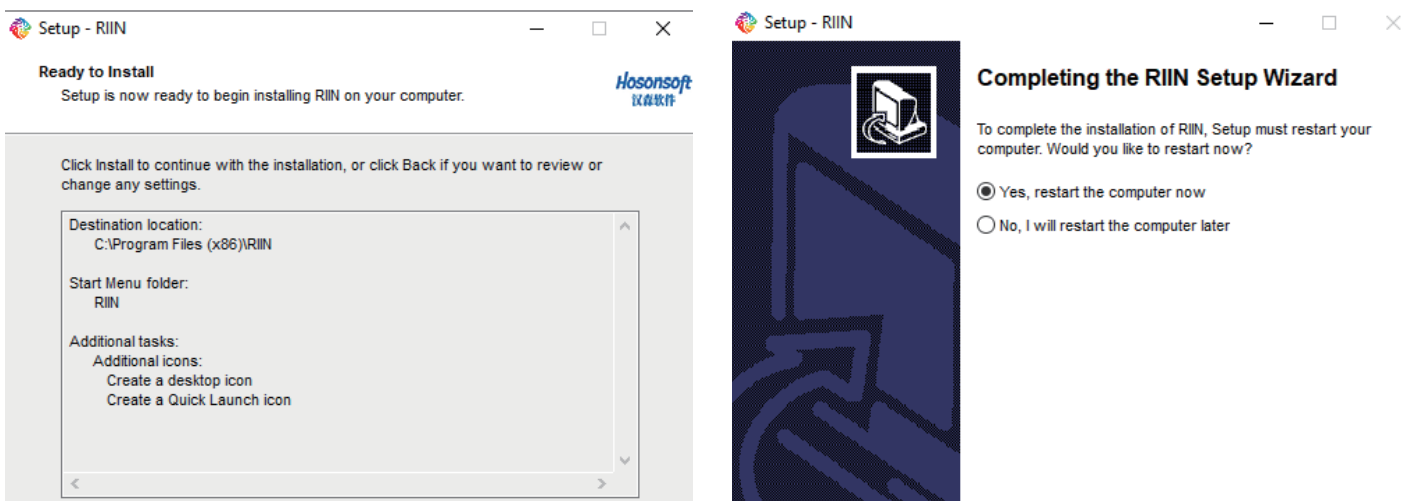 Setup - RIIN
Ready to Install
Setup is now ready to begin installing RIIN on your computer.
Hosonsoft
汉森软件
Click Install to continue with the installation, or click Back if you want to review or
change any settings.
Destination location:
C:\Program Files (x86)\RIIN
Start Menu folder:
RIIN
Additional tasks:
Additional icons:
Create a desktop icon
Create a Quick Launch icon
Setup - RIIN
Completing the RIIN Setup Wizard
To complete the installation of RIIN, Setup must restart your
computer. Would you like to restart now?
Yes, restart the computer now
No, I will restart the computer later